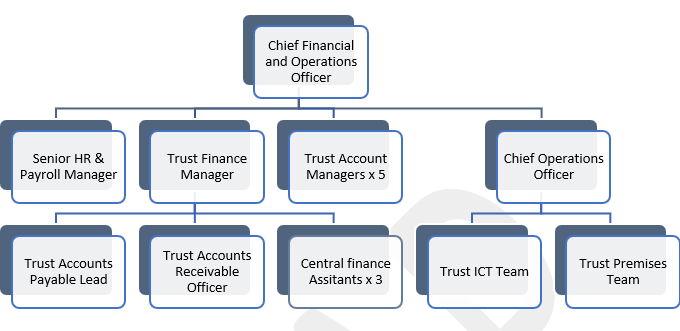 Chief Financial
and Operations
Officer
Senior HR &
Payroll Manager
Trust Finance
Manager
Trust Account
Managers x 5
Chief Operations
Officer
Trust Accounts
Payable Lead
Trust Accounts
Receivable
Officer
Central finance
Assitants x 3
Trust ICT Team
Trust Premises
Team